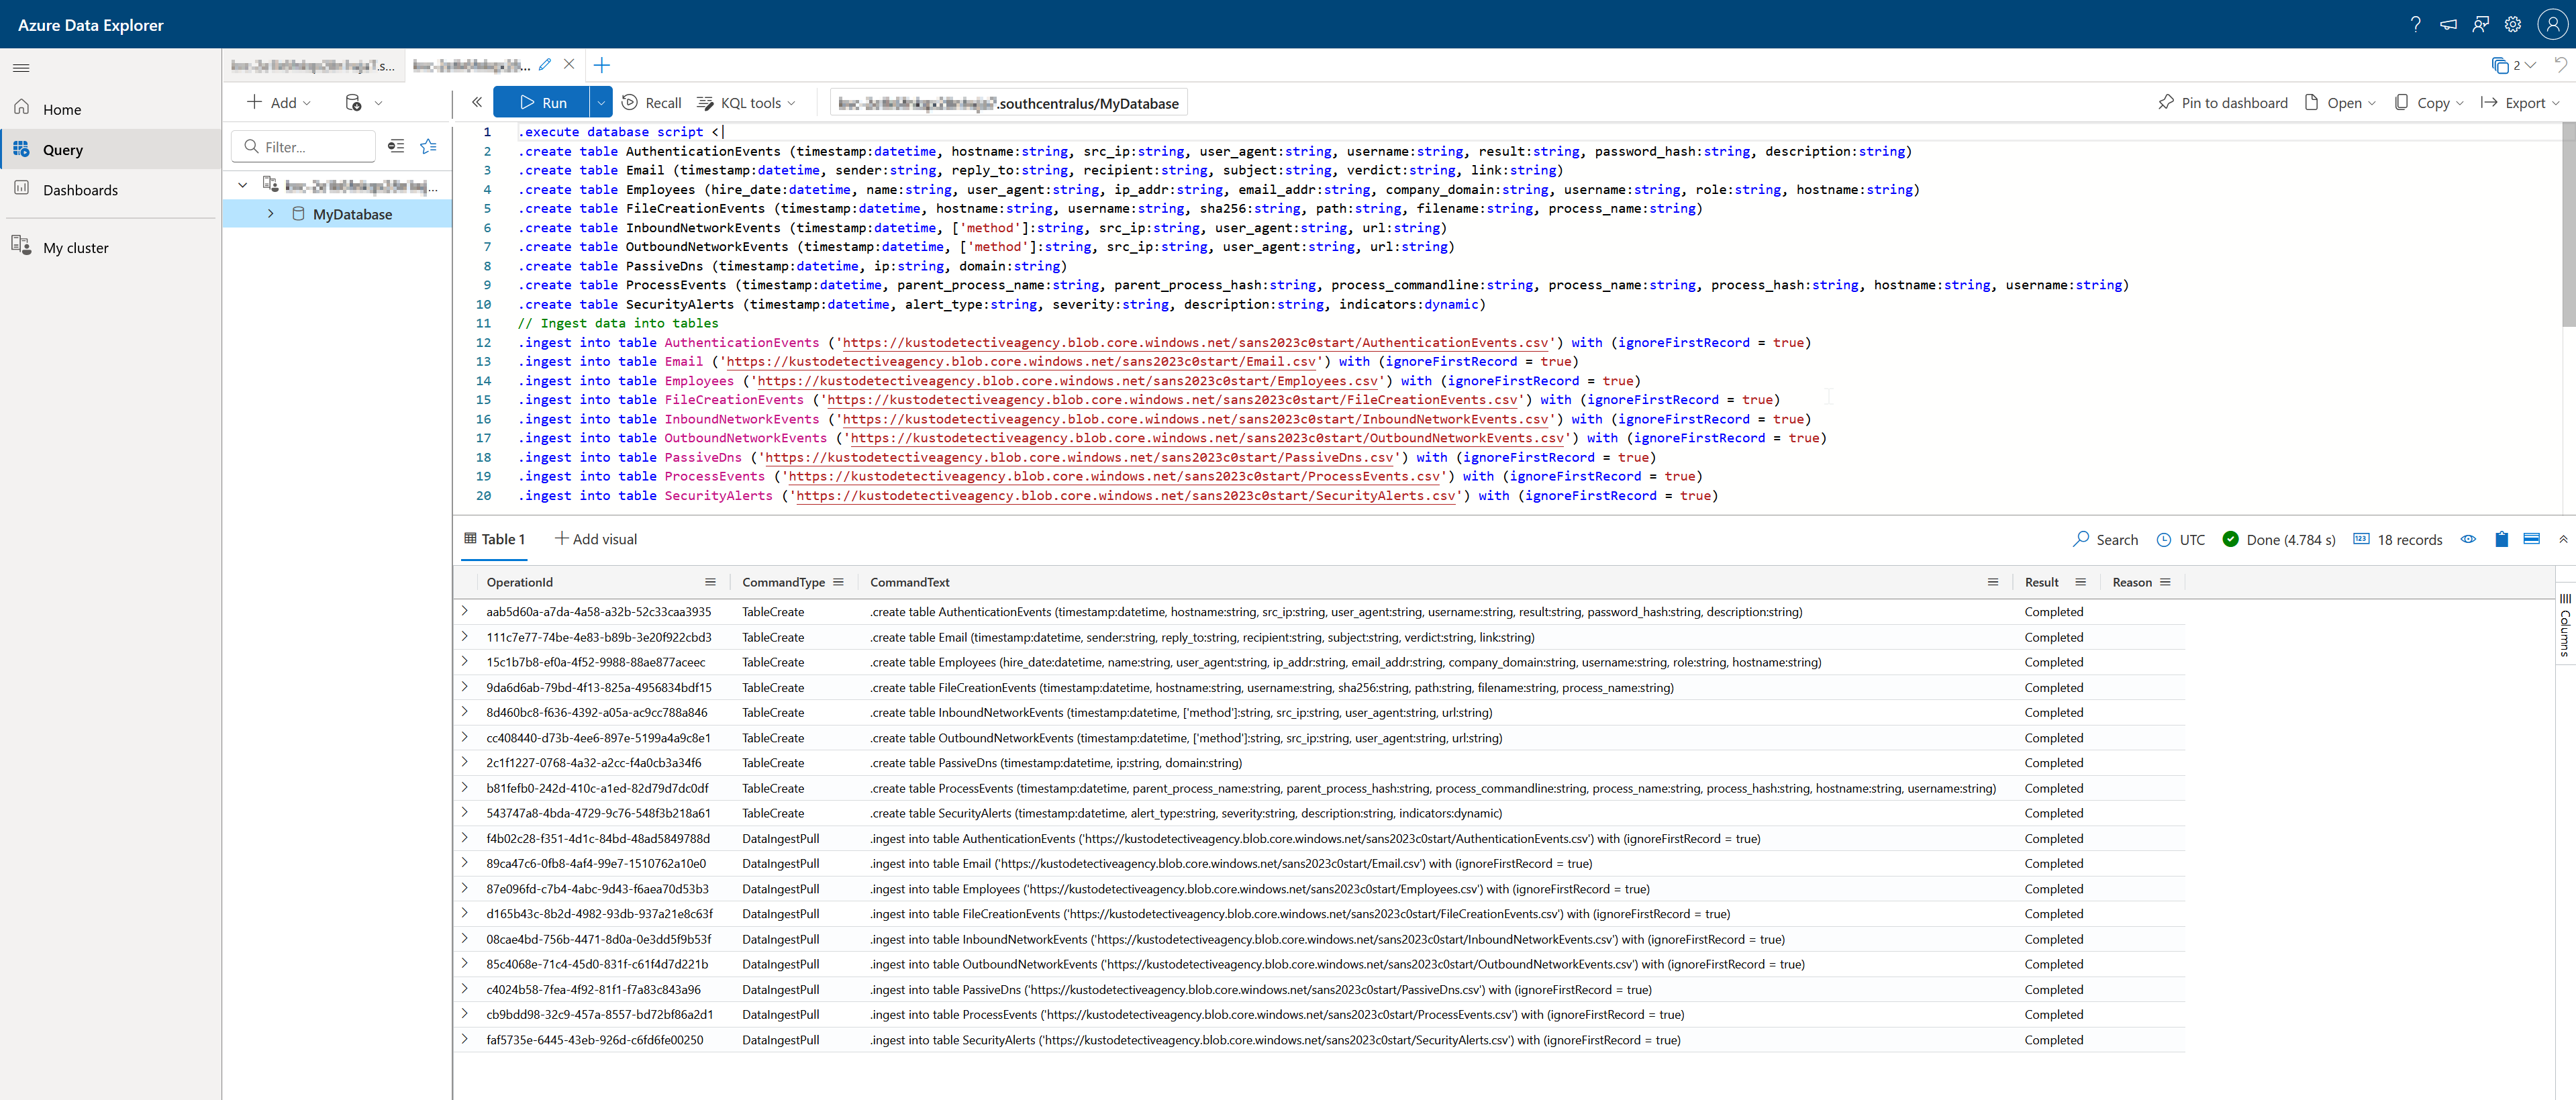 Azure Data Explorer
.s...
...
2
Home
Query
Dashboards
My cluster
Add
Filter...
...
MyDatabase
Run
Recall
KQL tools
.southcentralus/MyDatabase
Pin to dashboard
Open
Copy
Export
1 .execute database script <|
2 .create table AuthenticationEvents (timestamp:datetime, hostname:string, src_ip:string, user_agent:string, username:string, result:string, password_hash:string, description:string)
3 .create table Email (timestamp:datetime, sender:string, reply_to:string, recipient:string, subject:string, verdict:string, link:string)
4 .create table Employees (hire_date:datetime, name:string, user_agent:string, ip_addr:string, email_addr:string, company_domain:string, username:string, role:string, hostname:string)
5 .create table FileCreationEvents (timestamp:datetime, hostname:string, username:string, sha256:string, path:string, filename:string, process_name:string)
6 .create table InboundNetworkEvents (timestamp:datetime, ['method']:string, src_ip:string, user_agent:string, url:string)
7 .create table OutboundNetworkEvents (timestamp:datetime, ['method']:string, src_ip:string, user_agent:string, url:string)
8 .create table PassiveDns (timestamp:datetime, ip:string, domain:string)
9 .create table ProcessEvents (timestamp:datetime, parent_process_name:string, parent_process_hash:string, process_commandline:string, process_name:string, process_hash:string, hostname:string, username:string)
10 .create table SecurityAlerts (timestamp:datetime, alert_type:string, severity:string, description:string, indicators:dynamic)
11 // Ingest data into tables
12 .ingest into table AuthenticationEvents ('https://kustodetectiveagency.blob.core.windows.net/sans2023c0start/AuthenticationEvents.csv') with (ignoreFirstRecord = true)
13 .ingest into table Email ('https://kustodetectiveagency.blob.core.windows.net/sans2023c0start/Email.csv') with (ignoreFirstRecord = true)
14 .ingest into table Employees ('https://kustodetectiveagency.blob.core.windows.net/sans2023c0start/Employees.csv') with (ignoreFirstRecord = true)
15 .ingest into table FileCreationEvents ('https://kustodetectiveagency.blob.core.windows.net/sans2023c0start/FileCreationEvents.csv') with (ignoreFirstRecord = true)
16 .ingest into table InboundNetworkEvents ('https://kustodetectiveagency.blob.core.windows.net/sans2023c0start/InboundNetworkEvents.csv') with (ignoreFirstRecord = true)
17 .ingest into table OutboundNetworkEvents ('https://kustodetectiveagency.blob.core.windows.net/sans2023c0start/OutboundNetworkEvents.csv') with (ignoreFirstRecord = true)
18 .ingest into table PassiveDns ('https://kustodetectiveagency.blob.core.windows.net/sans2023c0start/PassiveDns.csv') with (ignoreFirstRecord = true)
19 .ingest into table ProcessEvents ('https://kustodetectiveagency.blob.core.windows.net/sans2023c0start/ProcessEvents.csv') with (ignoreFirstRecord = true)
20 .ingest into table SecurityAlerts ('https://kustodetectiveagency.blob.core.windows.net/sans2023c0start/SecurityAlerts.csv') with (ignoreFirstRecord = true)
Table 1
Add visual
Search
UTC
Done (4.784 s)
18 records
OperationId CommandType CommandText Result Reason
aab5d60a-a7da-4a58-a32b-52c33caa3935 TableCreate .create table AuthenticationEvents (timestamp:datetime, hostname:string, src_ip:string, user_agent:string, username:string, result:string, password_hash:string, description:string) Completed
111c7e77-74be-4e83-b89b-3e20f922cbd3 TableCreate .create table Email (timestamp:datetime, sender:string, reply_to:string, recipient:string, subject:string, verdict:string, link:string) Completed
15c1b7b8-ef0a-4f52-9988-88ae877aceec TableCreate .create table Employees (hire_date:datetime, name:string, user_agent:string, ip_addr:string, email_addr:string, company_domain:string, username:string, role:string, hostname:string) Completed
9da6d6ab-79bd-4f13-825a-4956834bdf15 TableCreate .create table FileCreationEvents (timestamp:datetime, hostname:string, username:string, sha256:string, path:string, filename:string, process_name:string) Completed
8d460bc8-f636-4392-a05a-ac9cc788a846 TableCreate .create table InboundNetworkEvents (timestamp:datetime, ['method']:string, src_ip:string, user_agent:string, url:string) Completed
cc408440-d73b-4ee6-897e-5199a4a9c8e1 TableCreate .create table OutboundNetworkEvents (timestamp:datetime, ['method']:string, src_ip:string, user_agent:string, url:string) Completed
2c1f1227-0768-4a32-a2cc-f4a0cb3a34f6 TableCreate .create table PassiveDns (timestamp:datetime, ip:string, domain:string) Completed
b81fefb0-242d-410c-a1ed-82d79d7dc0df TableCreate .create table ProcessEvents (timestamp:datetime, parent_process_name:string, parent_process_hash:string, process_commandline:string, process_name:string, process_hash:string, hostname:string, username:string) Completed
543747a8-4bda-4729-9c76-548f3b218a61 TableCreate .create table SecurityAlerts (timestamp:datetime, alert_type:string, severity:string, description:string, indicators:dynamic) Completed
f4b02c28-f351-4d1c-84bd-48ad5849788d DataIngestPull .ingest into table AuthenticationEvents ('https://kustodetectiveagency.blob.core.windows.net/sans2023c0start/AuthenticationEvents.csv') with (ignoreFirstRecord = true) Completed
89ca47c6-0fb8-4af4-99e7-1510762a10e0 DataIngestPull .ingest into table Email ('https://kustodetectiveagency.blob.core.windows.net/sans2023c0start/Email.csv') with (ignoreFirstRecord = true) Completed
87e096fd-c7b4-4abc-9d43-f6aea70d53b3 DataIngestPull .ingest into table Employees ('https://kustodetectiveagency.blob.core.windows.net/sans2023c0start/Employees.csv') with (ignoreFirstRecord = true) Completed
d165b43c-8b2d-4982-93db-937a21e8c63f DataIngestPull .ingest into table FileCreationEvents ('https://kustodetectiveagency.blob.core.windows.net/sans2023c0start/FileCreationEvents.csv') with (ignoreFirstRecord = true) Completed
08cae4bd-756b-4471-8d0a-0e3dd5f9b53f DataIngestPull .ingest into table InboundNetworkEvents ('https://kustodetectiveagency.blob.core.windows.net/sans2023c0start/InboundNetworkEvents.csv') with (ignoreFirstRecord = true) Completed
85c4068e-71c4-45d0-831f-c61f4d7d221b DataIngestPull .ingest into table OutboundNetworkEvents ('https://kustodetectiveagency.blob.core.windows.net/sans2023c0start/OutboundNetworkEvents.csv') with (ignoreFirstRecord = true) Completed
c4024b58-7fea-4f92-81f1-f7a83c843a96 DataIngestPull .ingest into table PassiveDns ('https://kustodetectiveagency.blob.core.windows.net/sans2023c0start/PassiveDns.csv') with (ignoreFirstRecord = true) Completed
cb9bdd98-32c9-457a-8557-bd72bf86a2d1 DataIngestPull .ingest into table ProcessEvents ('https://kustodetectiveagency.blob.core.windows.net/sans2023c0start/ProcessEvents.csv') with (ignoreFirstRecord = true) Completed
faf5735e-6445-43eb-926d-c6fd6fe00250 DataIngestPull .ingest into table SecurityAlerts ('https://kustodetectiveagency.blob.core.windows.net/sans2023c0start/SecurityAlerts.csv') with (ignoreFirstRecord = true) Completed
Columns